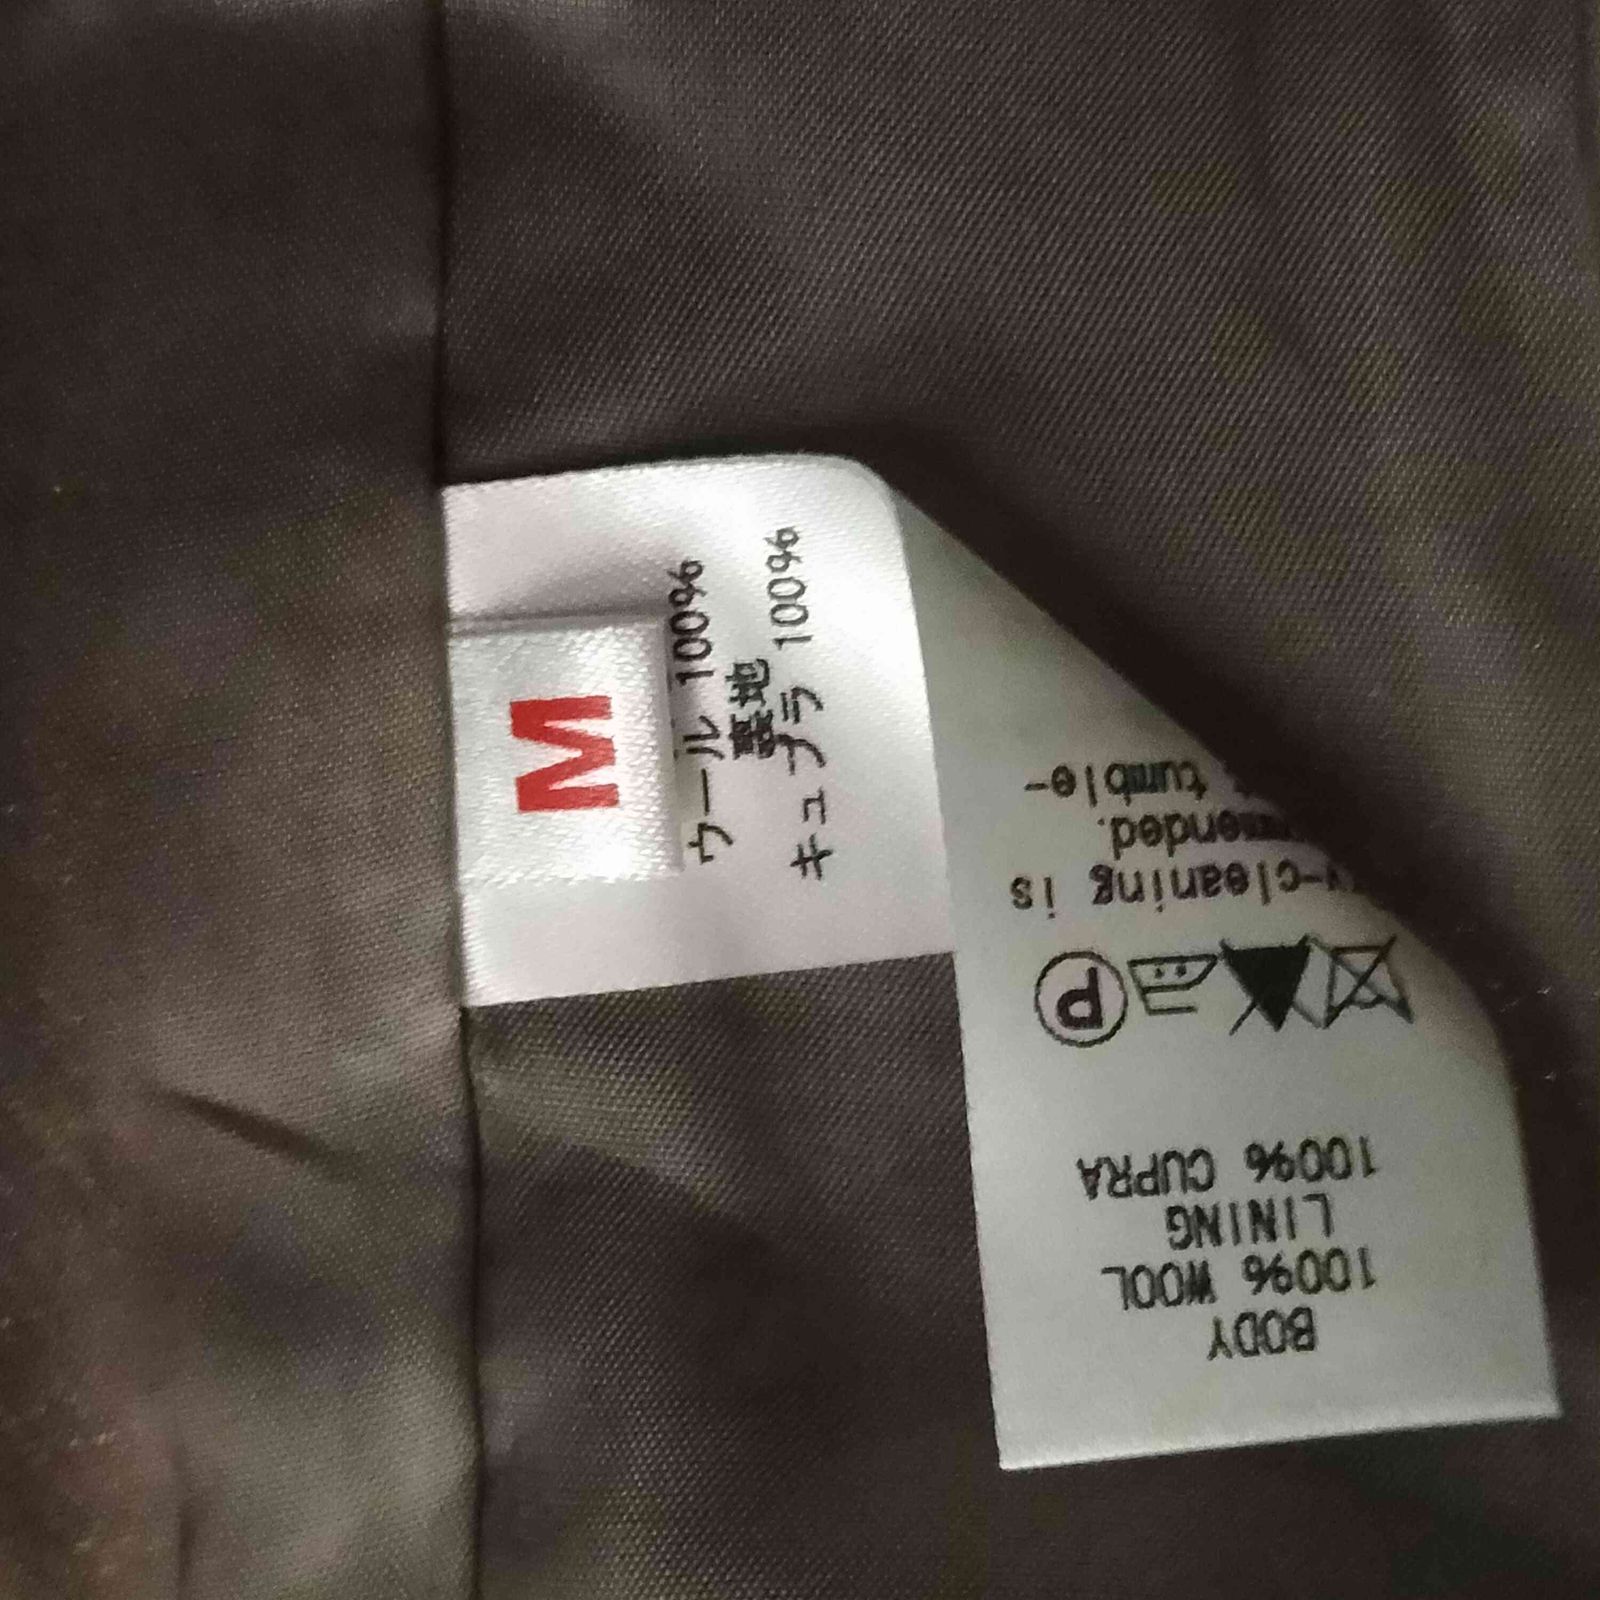 M
ウール 100%
裏地
キュプラ 100%
BODY
100% WOOL
LINING
100% CUPRA
P
-cleaning is
tumble-